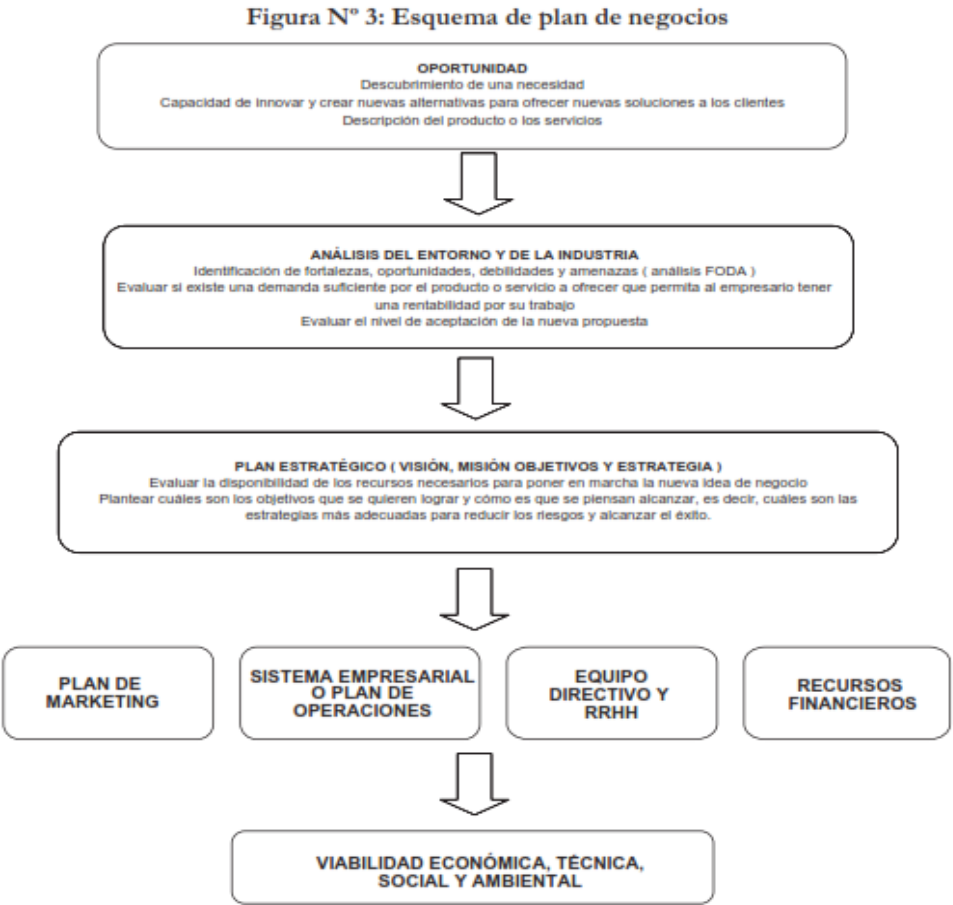 Figura Nº 3: Esquema de plan de negocios
OPORTUNIDAD
Descubrimiento de una necesidad
Capacidad de innovar y crear nuevas alternativas para ofrecer nuevas soluciones a los clientes
Descripción del producto o los servicios
ANÁLISIS DEL ENTORNO Y DE LA INDUSTRIA
Identificación de fortalezas, oportunidades, debilidades y amenazas ( análisis FODA )
Evaluar si existe una demanda suficiente por el producto o servicio a ofrecer que permita al empresario tener
una rentabilidad por su trabajo
Evaluar el nivel de aceptación de la nueva propuesta
PLAN ESTRATÉGICO ( VISIÓN, MISIÓN OBJETIVOS Y ESTRATEGIA )
Evaluar la disponibilidad de los recursos necesarios para poner en marcha la nueva idea de negocio
Plantear cuáles son los objetivos que se quieren lograr y cómo es que se piensan alcanzar, es decir, cuáles son las
estrategias más adecuadas para reducir los riesgos y alcanzar el éxito.
PLAN DE
MARKETING
SISTEMA EMPRESARIAL
O PLAN DE
OPERACIONES
EQUIPO
DIRECTIVO Y
RRHH
RECURSOS
FINANCIEROS
VIABILIDAD ECONÓMICA, TÉCNICA,
SOCIAL Y AMBIENTAL